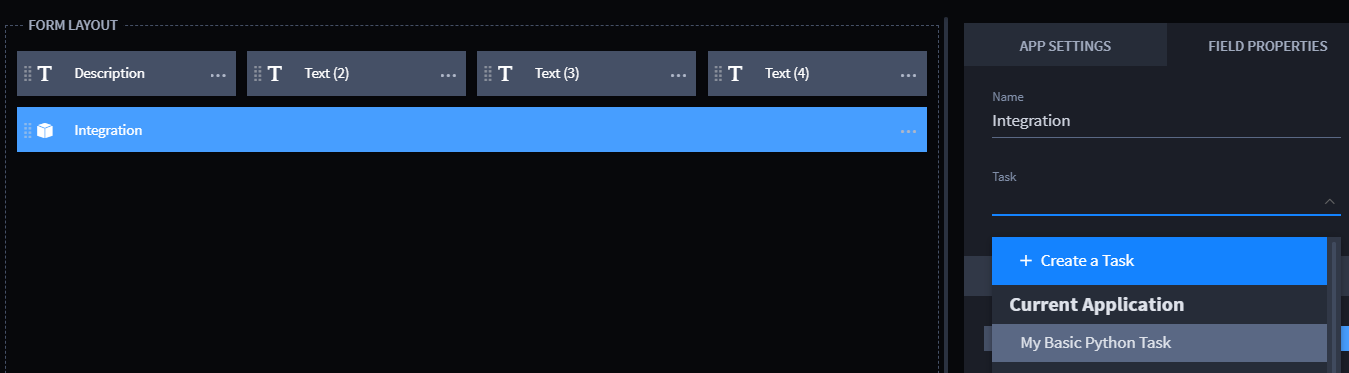 FORM LAYOUT
Description
Text (2)
Text (3)
Text (4)
Integration
APP SETTINGS
FIELD PROPERTIES
Name
Integration
Task
+ Create a Task
Current Application
My Basic Python Task